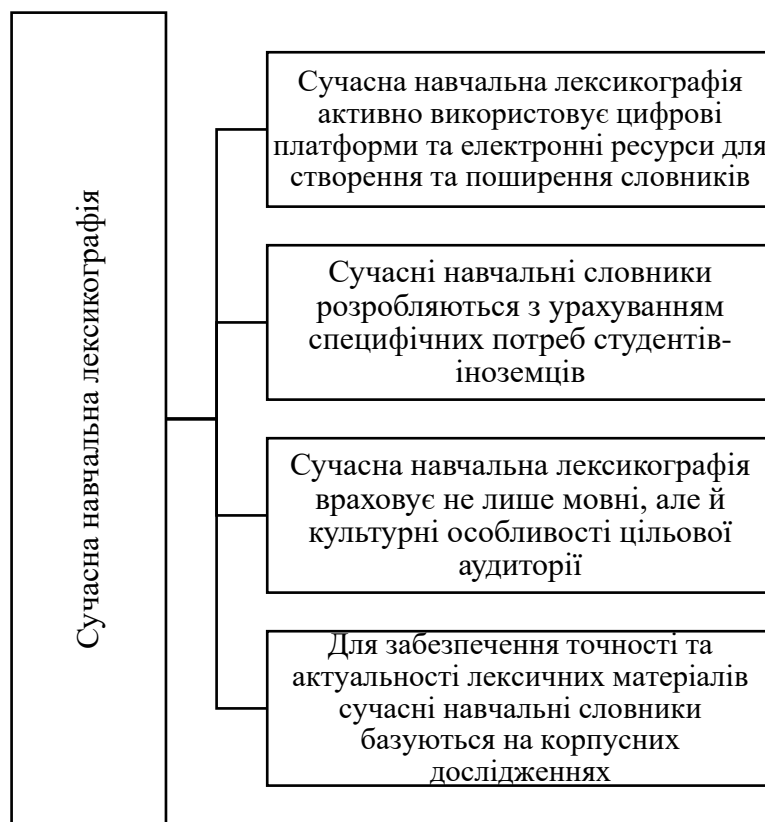 Сучасна навчальна лексикографія
Сучасна навчальна лексикографія
активно використовує цифрові
платформи та електронні ресурси для
створення та поширення словників
Сучасні навчальні словники
розробляються з урахуванням
специфічних потреб студентів-
іноземців
Сучасна навчальна лексикографія
враховує не лише мовні, але й
культурні особливості цільової
аудиторії
Для забезпечення точності та
актуальності лексичних матеріалів
сучасні навчальні словники
базуються на корпусних
дослідженнях